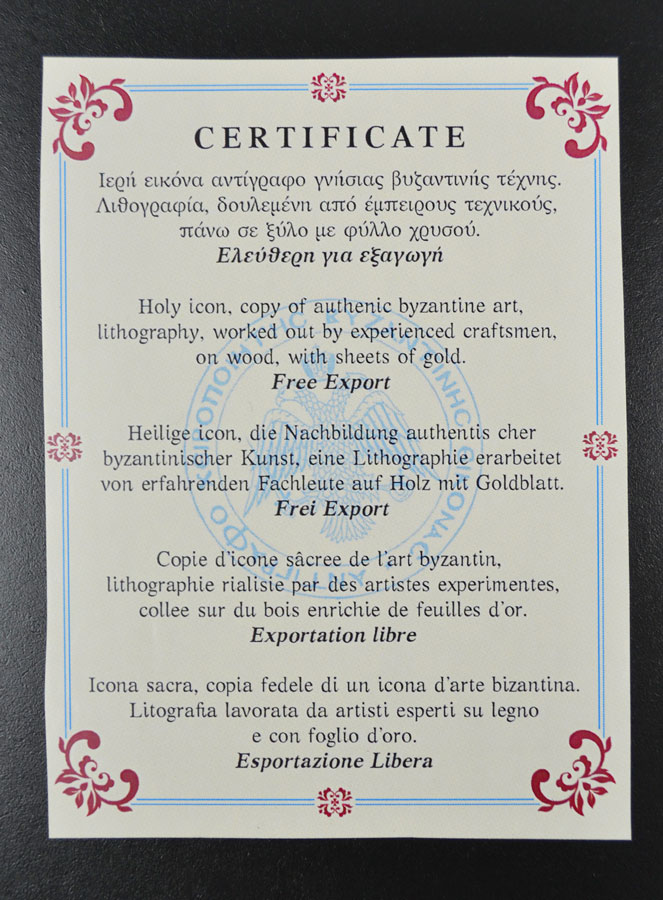 CERTIFICATE
Ιερή εικόνα αντίγραφο γνήσιας βυζαντινής τέχνης.
Λιθογραφία, δουλεμένη από έμπειρους τεχνικούς,
πάνω σε ξύλο με φύλλο χρυσού.
Ελεύθερη για εξαγωγή
Holy icon, copy of authenic byzantine art,
lithography, worked out by experienced craftsmen,
on wood, with sheets of gold.
Free Export
Heilige icon, die Nachbildung authentis cher
byzantinischer Kunst, eine Lithographie erarbeitet
von erfahrenden Fachleute auf Holz mit Goldblatt.
Frei Export
Copie d'icone sâcree de l'art byzantin,
lithographie rialisie par des artistes experimentes,
collee sur du bois enrichie de feuilles d'or.
Exportation libre
Icona sacra, copia fedele di un icona d'arte bizantina.
Litografia lavorata da artisti esperti su legno
e con foglio d'oro.
Esportazione Libera
ΑΝΤΙΓΡΑΦΟ ΧΕΙΡΟΠΟΙΗΤΗС ΒΥΖΑΝΤΙΝΗС ΕΙΚΟΝΑС